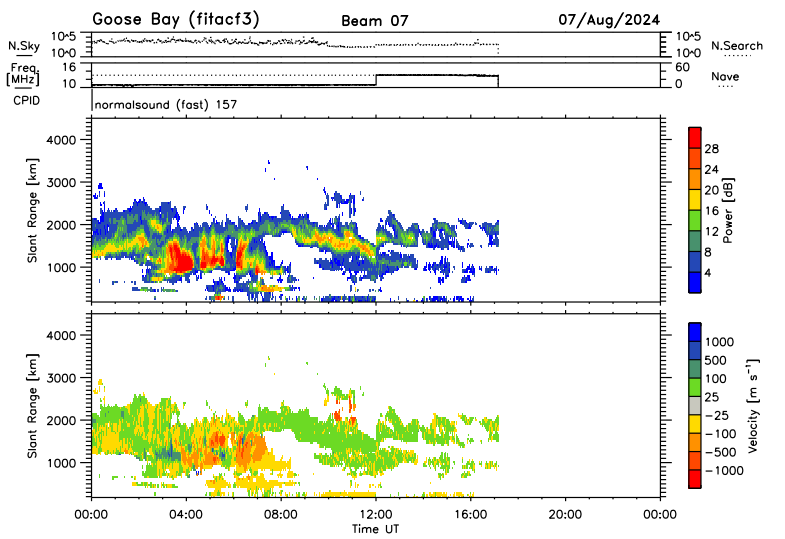 Goose Bay (fitacf3) Beam 07 07/Aug/2024
N.Sky 10^5 10^0 10^5 10^0 N.Search
Freq. [MHz] 16 10 60 0 Nave
CPID normalsound (fast) 157
Slant Range [km] 4000 3000 2000 1000
Power [dB] 28 24 20 16 12 8 4
Slant Range [km] 4000 3000 2000 1000
Velocity [m s^-1] 1000 500 100 25 -25 -100 -500 -1000
00:00 04:00 08:00 12:00 16:00 20:00 00:00
Time UT